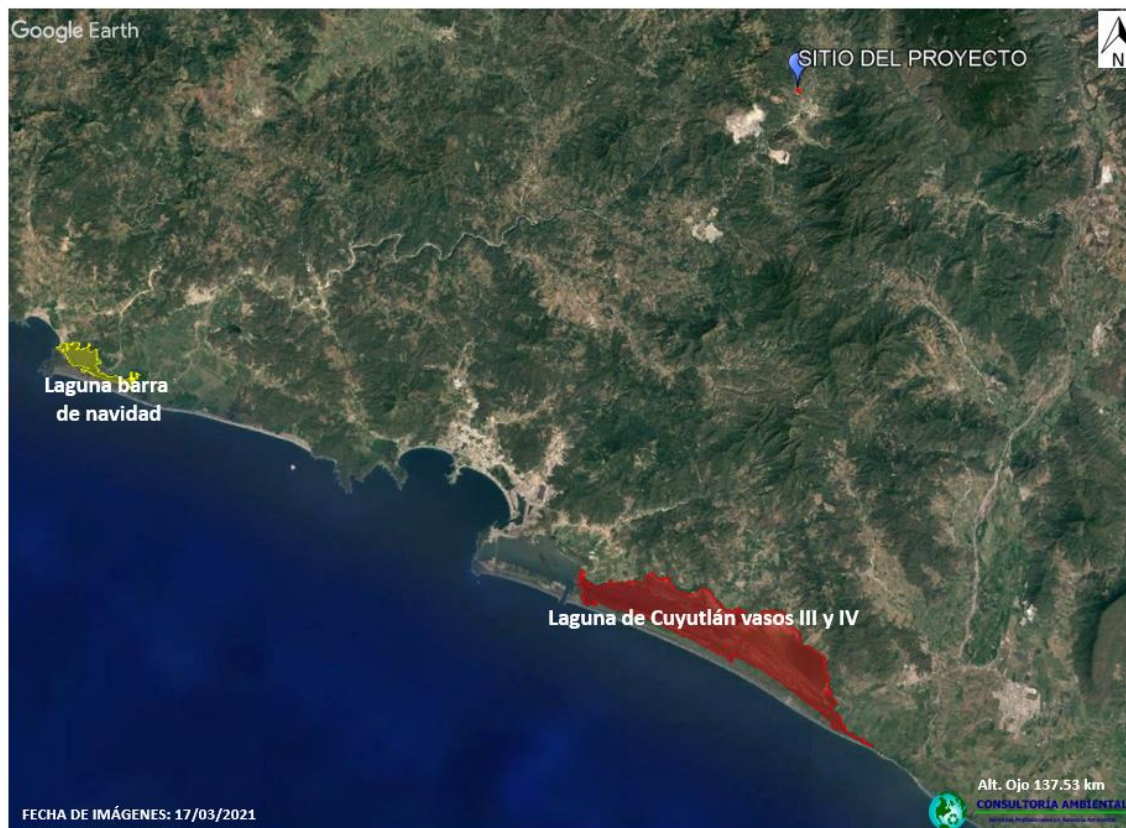 Google Earth
SITIO DEL PROYECTO
N
Laguna barra
de navidad
Laguna de Cuyutlán vasos III y IV
Alt. Ojo 137.53 km
CONSULTORÍA AMBIENTAL
FECHA DE IMÁGENES: 17/03/2021